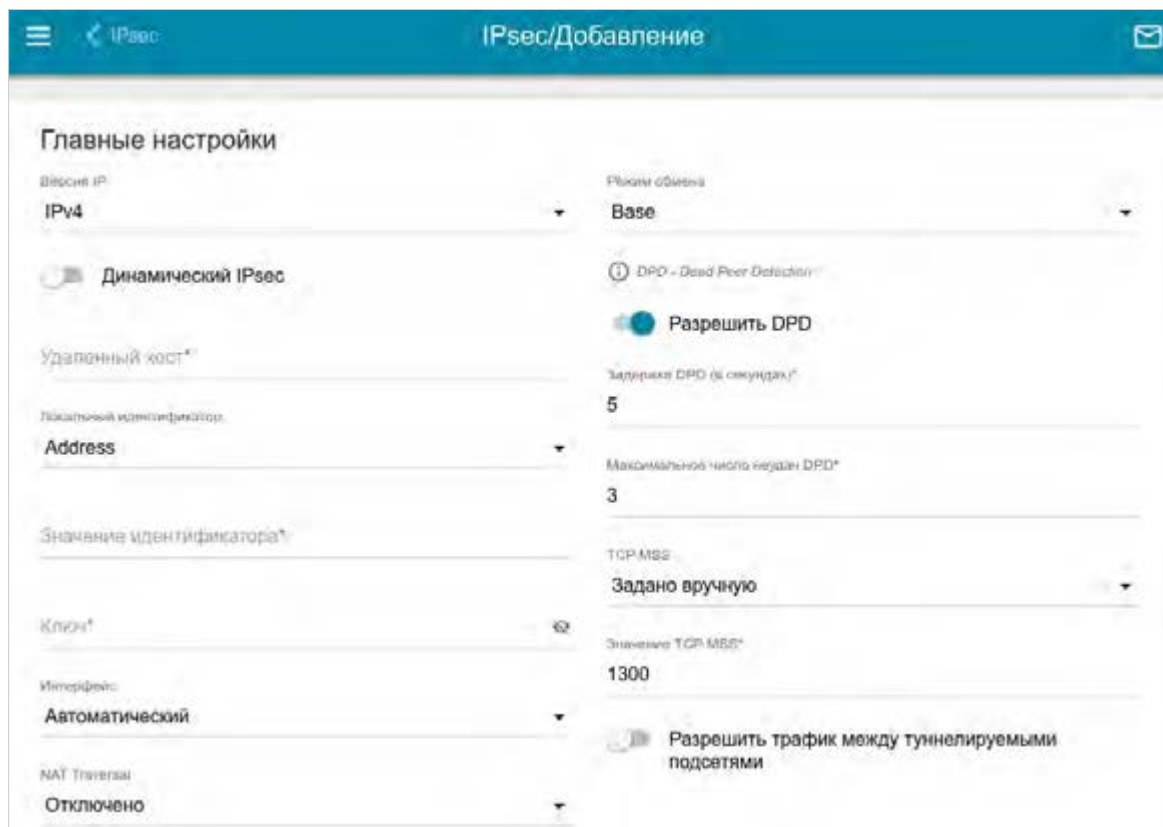 IPsec
IPsec/Добавление
Главные настройки
Версия IP
IPv4
Динамический IPsec
Удаленный хост*
Локальный идентификатор
Address
Значение идентификатора*
Ключ*
Интерфейс
Автоматический
NAT Traversal
Отключено
Режим обмена
Base
DPD - Dead Peer Detection
Разрешить DPD
Задержка DPD (в секундах)*
5
Максимальное число неудач DPD*
3
TCP MSS
Задано вручную
Значение TCP MSS*
1300
Разрешить трафик между туннелируемыми
подсетями